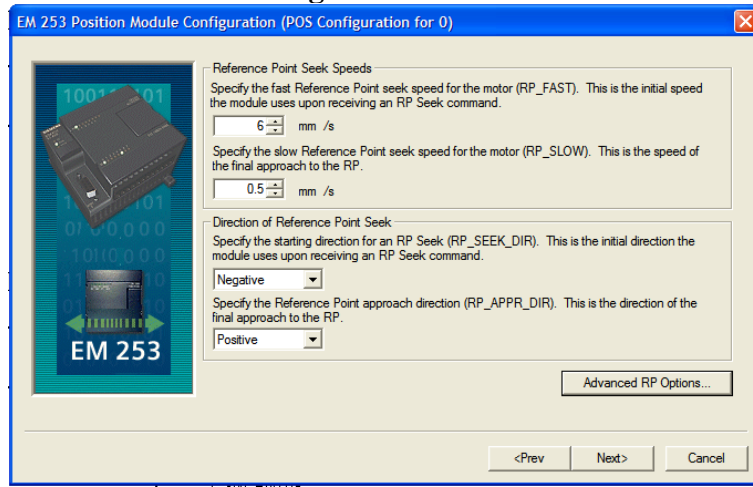 EM 253 Position Module Configuration (POS Configuration for 0)
Reference Point Seek Speeds
Specify the fast Reference Point seek speed for the motor (RP_FAST). This is the initial speed
the module uses upon receiving an RP Seek command.
6 mm /s
Specify the slow Reference Point seek speed for the motor (RP_SLOW). This is the speed of
the final approach to the RP.
0.5 mm /s
Direction of Reference Point Seek
Specify the starting direction for an RP Seek (RP_SEEK_DIR). This is the initial direction the
module uses upon receiving an RP Seek command.
Negative
Specify the Reference Point approach direction (RP_APPR_DIR). This is the direction of the
final approach to the RP.
Positive
EM 253
Advanced RP Options...
<Prev Next> Cancel